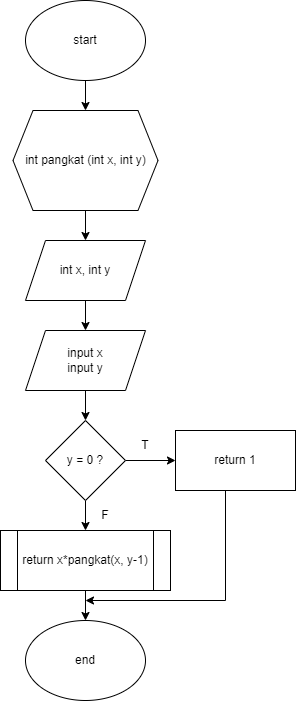 start
int pangkat (int x, int y)
int x, int y
input x
input y
y = 0 ?
T
return 1
F
return x*pangkat(x, y-1)
end